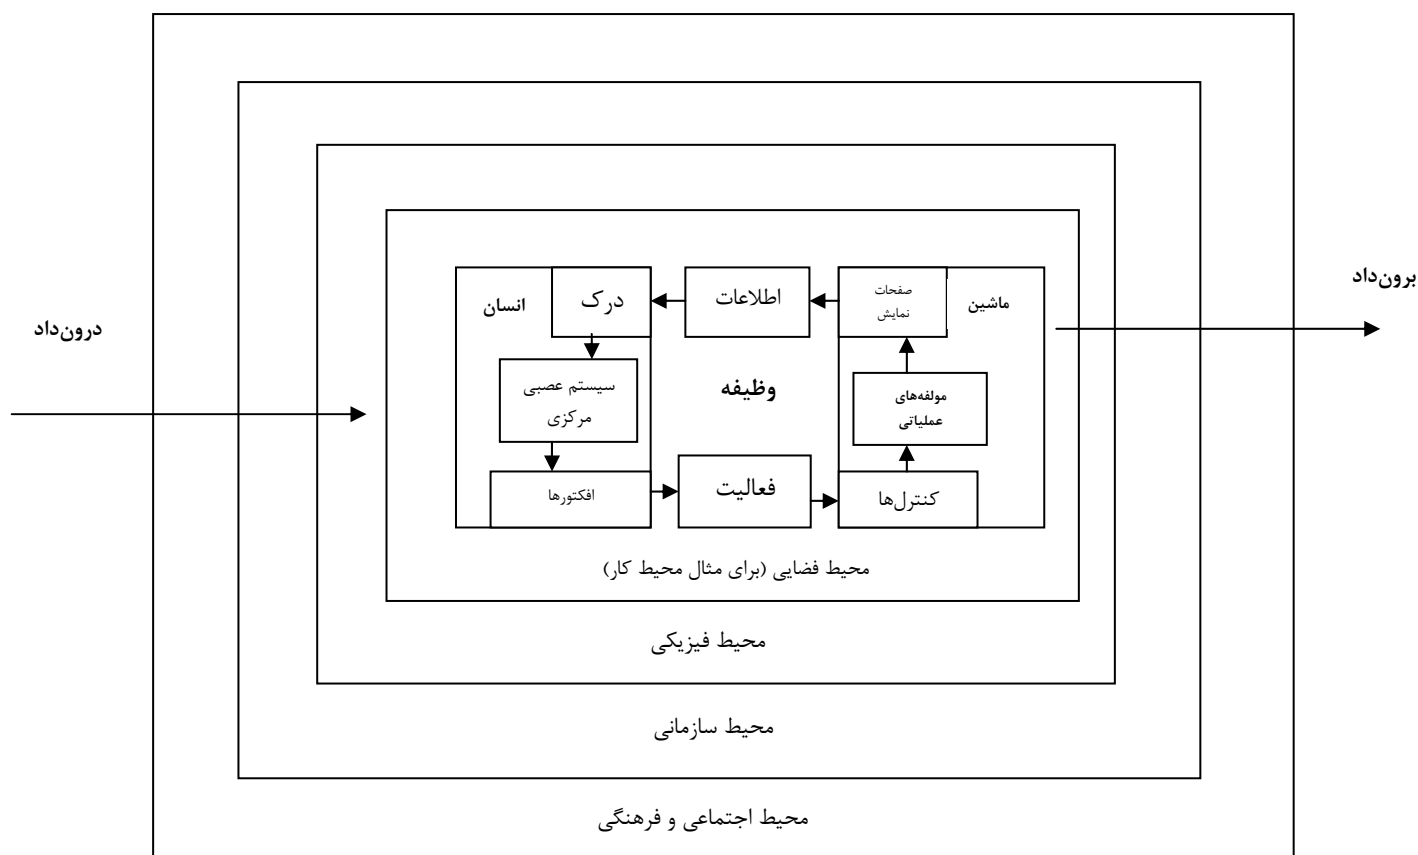 برون‌داد
درون‌داد
ماشین
صفحات
نمایش
اطلاعات
درک
انسان
وظیفه
مولفه‌های
عملیاتی
سیستم عصبی
مرکزی
کنترل‌ها
فعالیت
افکتورها
محیط فضایی (برای مثال محیط کار)
محیط فیزیکی
محیط سازمانی
محیط اجتماعی و فرهنگی